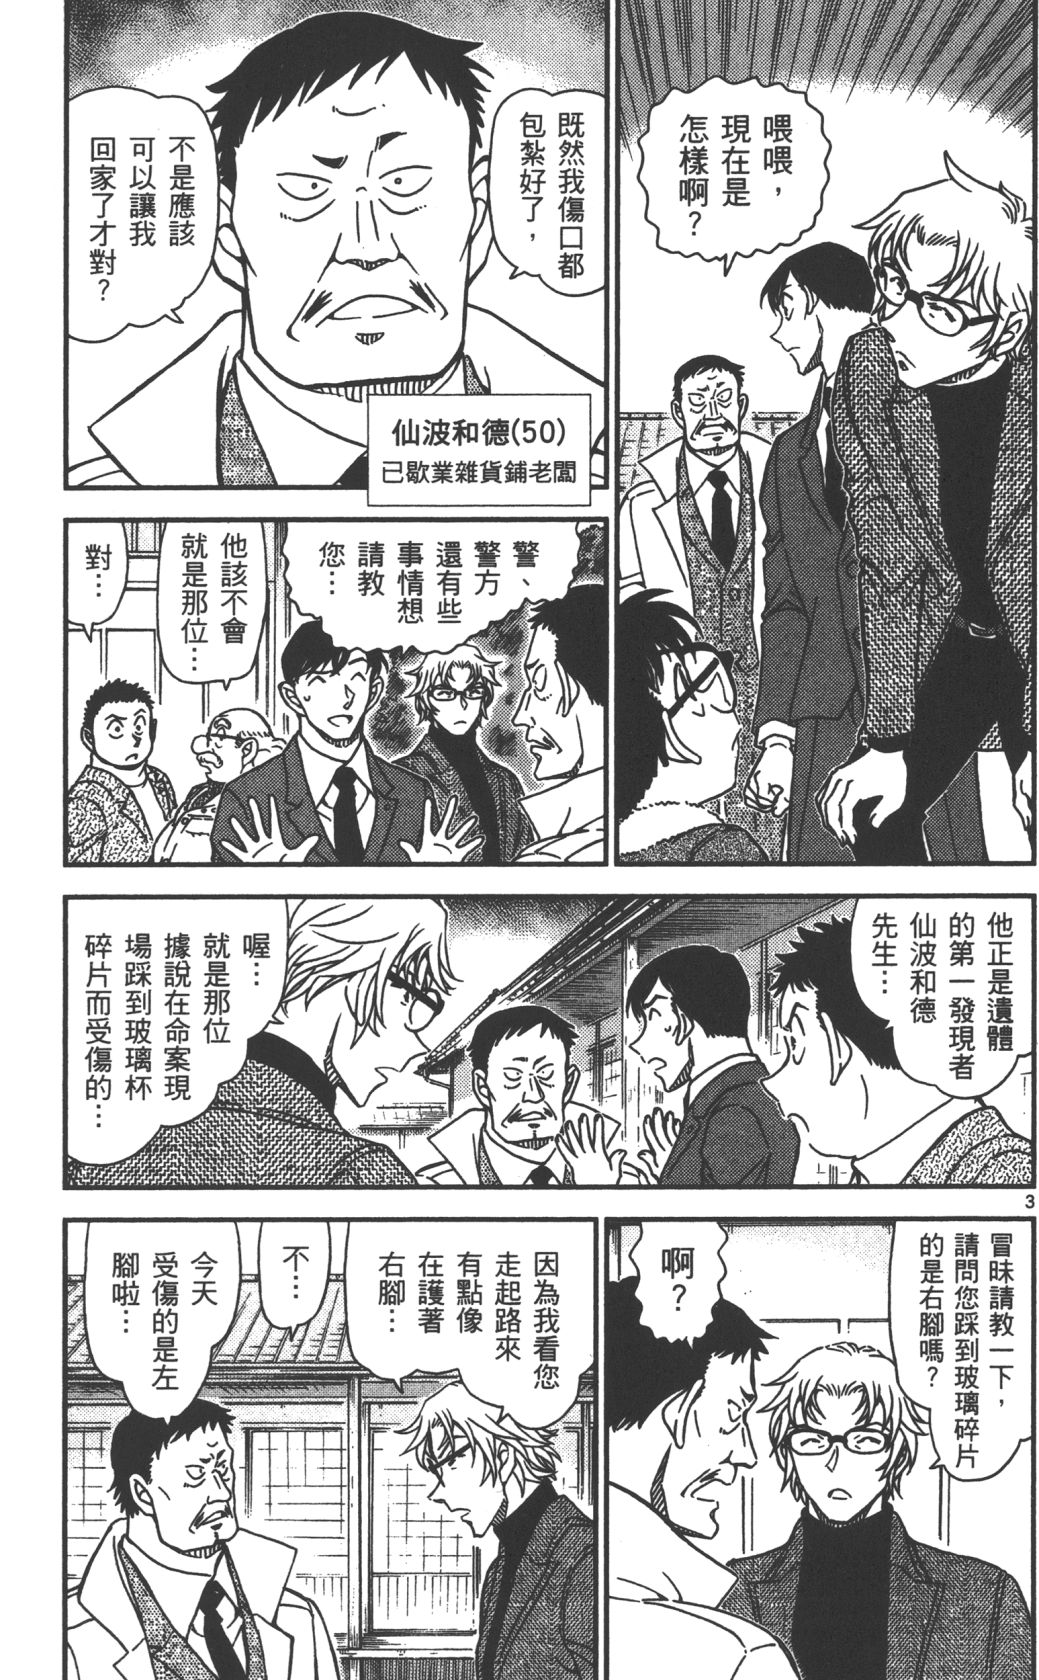 喂喂，
現在是
怎樣啊？
既然我傷口都
包紮好了，
不是應該
可以讓我
回家了才對？
仙波和德(50)
已歇業雜貨鋪老闆
警、
警方
還有些
事情想
請教
您…
他該不會
就是那位…
對…
他正是遺體
的第一發現者
仙波和德
先生…
喔…
就是那位
據說在命案現
場踩到玻璃杯
碎片而受傷的…
3
冒昧請教一下，
請問您踩到玻璃碎片
的是右腳嗎？
啊？
因為我看您
走起路來
有點像
在護著
右腳…
不…
今天
受傷的是左
腳啦…